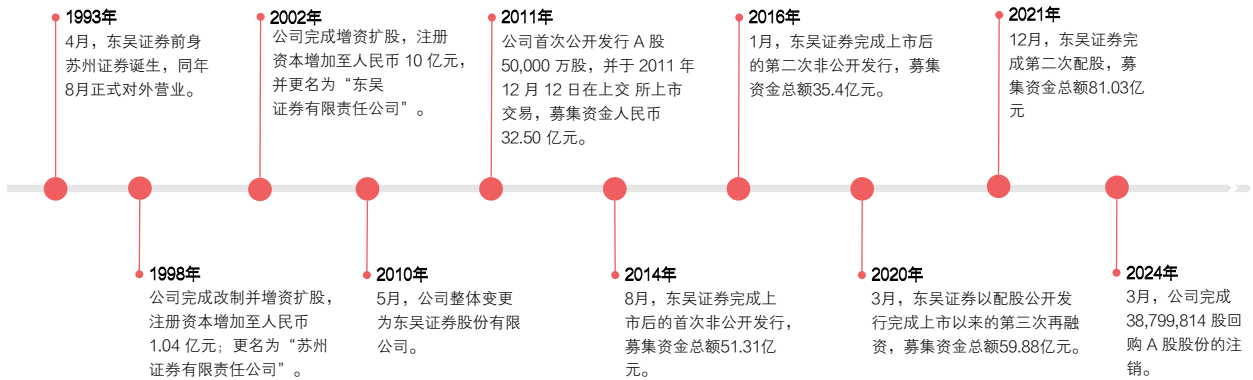 1993年
4月，东吴证券前身
苏州证券诞生，同年
8月正式对外营业。
2002年
公司完成增资扩股，注册
资本增加至人民币 10 亿元，
并更名为“东吴
证券有限责任公司”。
2011年
公司首次公开发行 A 股
50,000 万股，并于 2011 年
12 月 12 日在上交 所上市
交易，募集资金人民币
32.50 亿元。
2016年
1月，东吴证券完成上市后
的第二次非公开发行，募集
资金总额35.4亿元。
2021年
12月，东吴证券完
成第二次配股，募
集资金总额81.03亿
元
1998年
公司完成改制并增资扩股，
注册资本增加至人民币
1.04 亿元；更名为“苏州
证券有限责任公司”。
2010年
5月，公司整体变更
为东吴证券股份有限
公司。
2014年
8月，东吴证券完成上
市后的首次非公开发行，
募集资金总额51.31亿
元。
2020年
3月，东吴证券以配股公开发
行完成上市以来的第三次再融
资，募集资金总额59.88亿元。
2024年
3月，公司完成
38,799,814 股回
购 A 股股份的注
销。